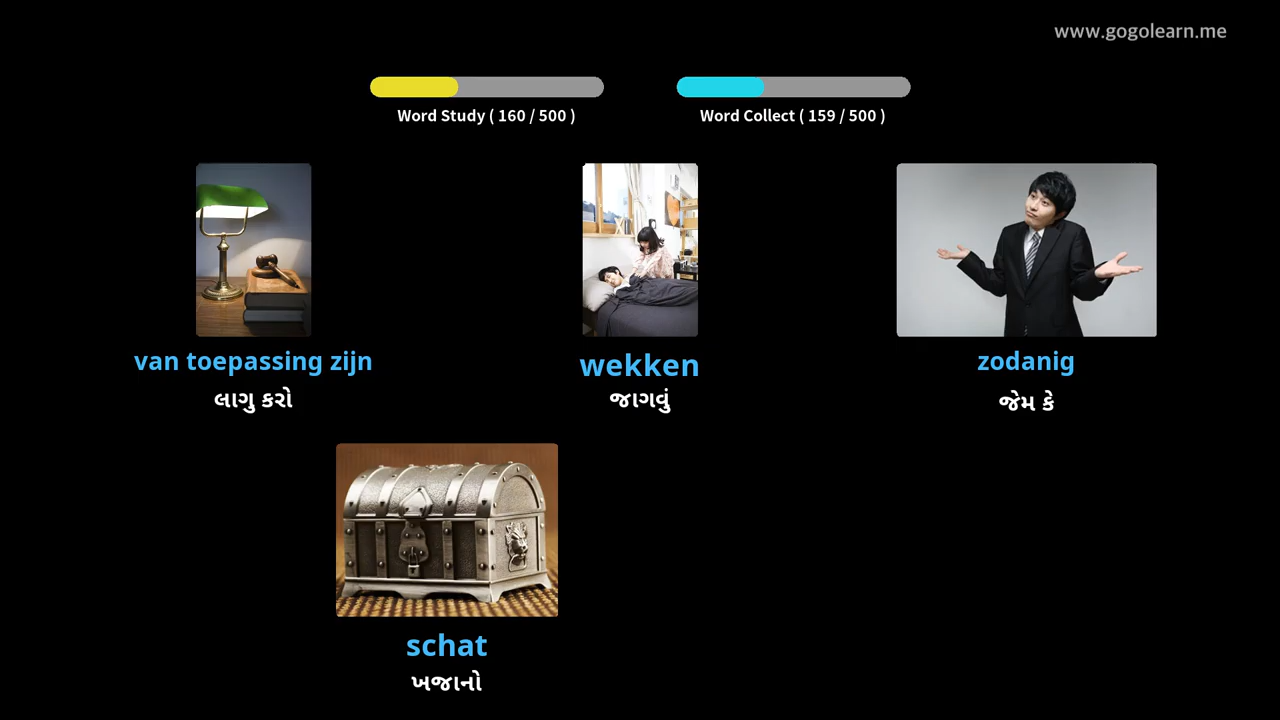 www.gogolearn.me
Word Study ( 160 / 500 )
Word Collect ( 159 / 500 )
van toepassing zijn
લાગુ કરો
wekken
જાગવું
zodanig
જેમ કે
schat
ખજાનો